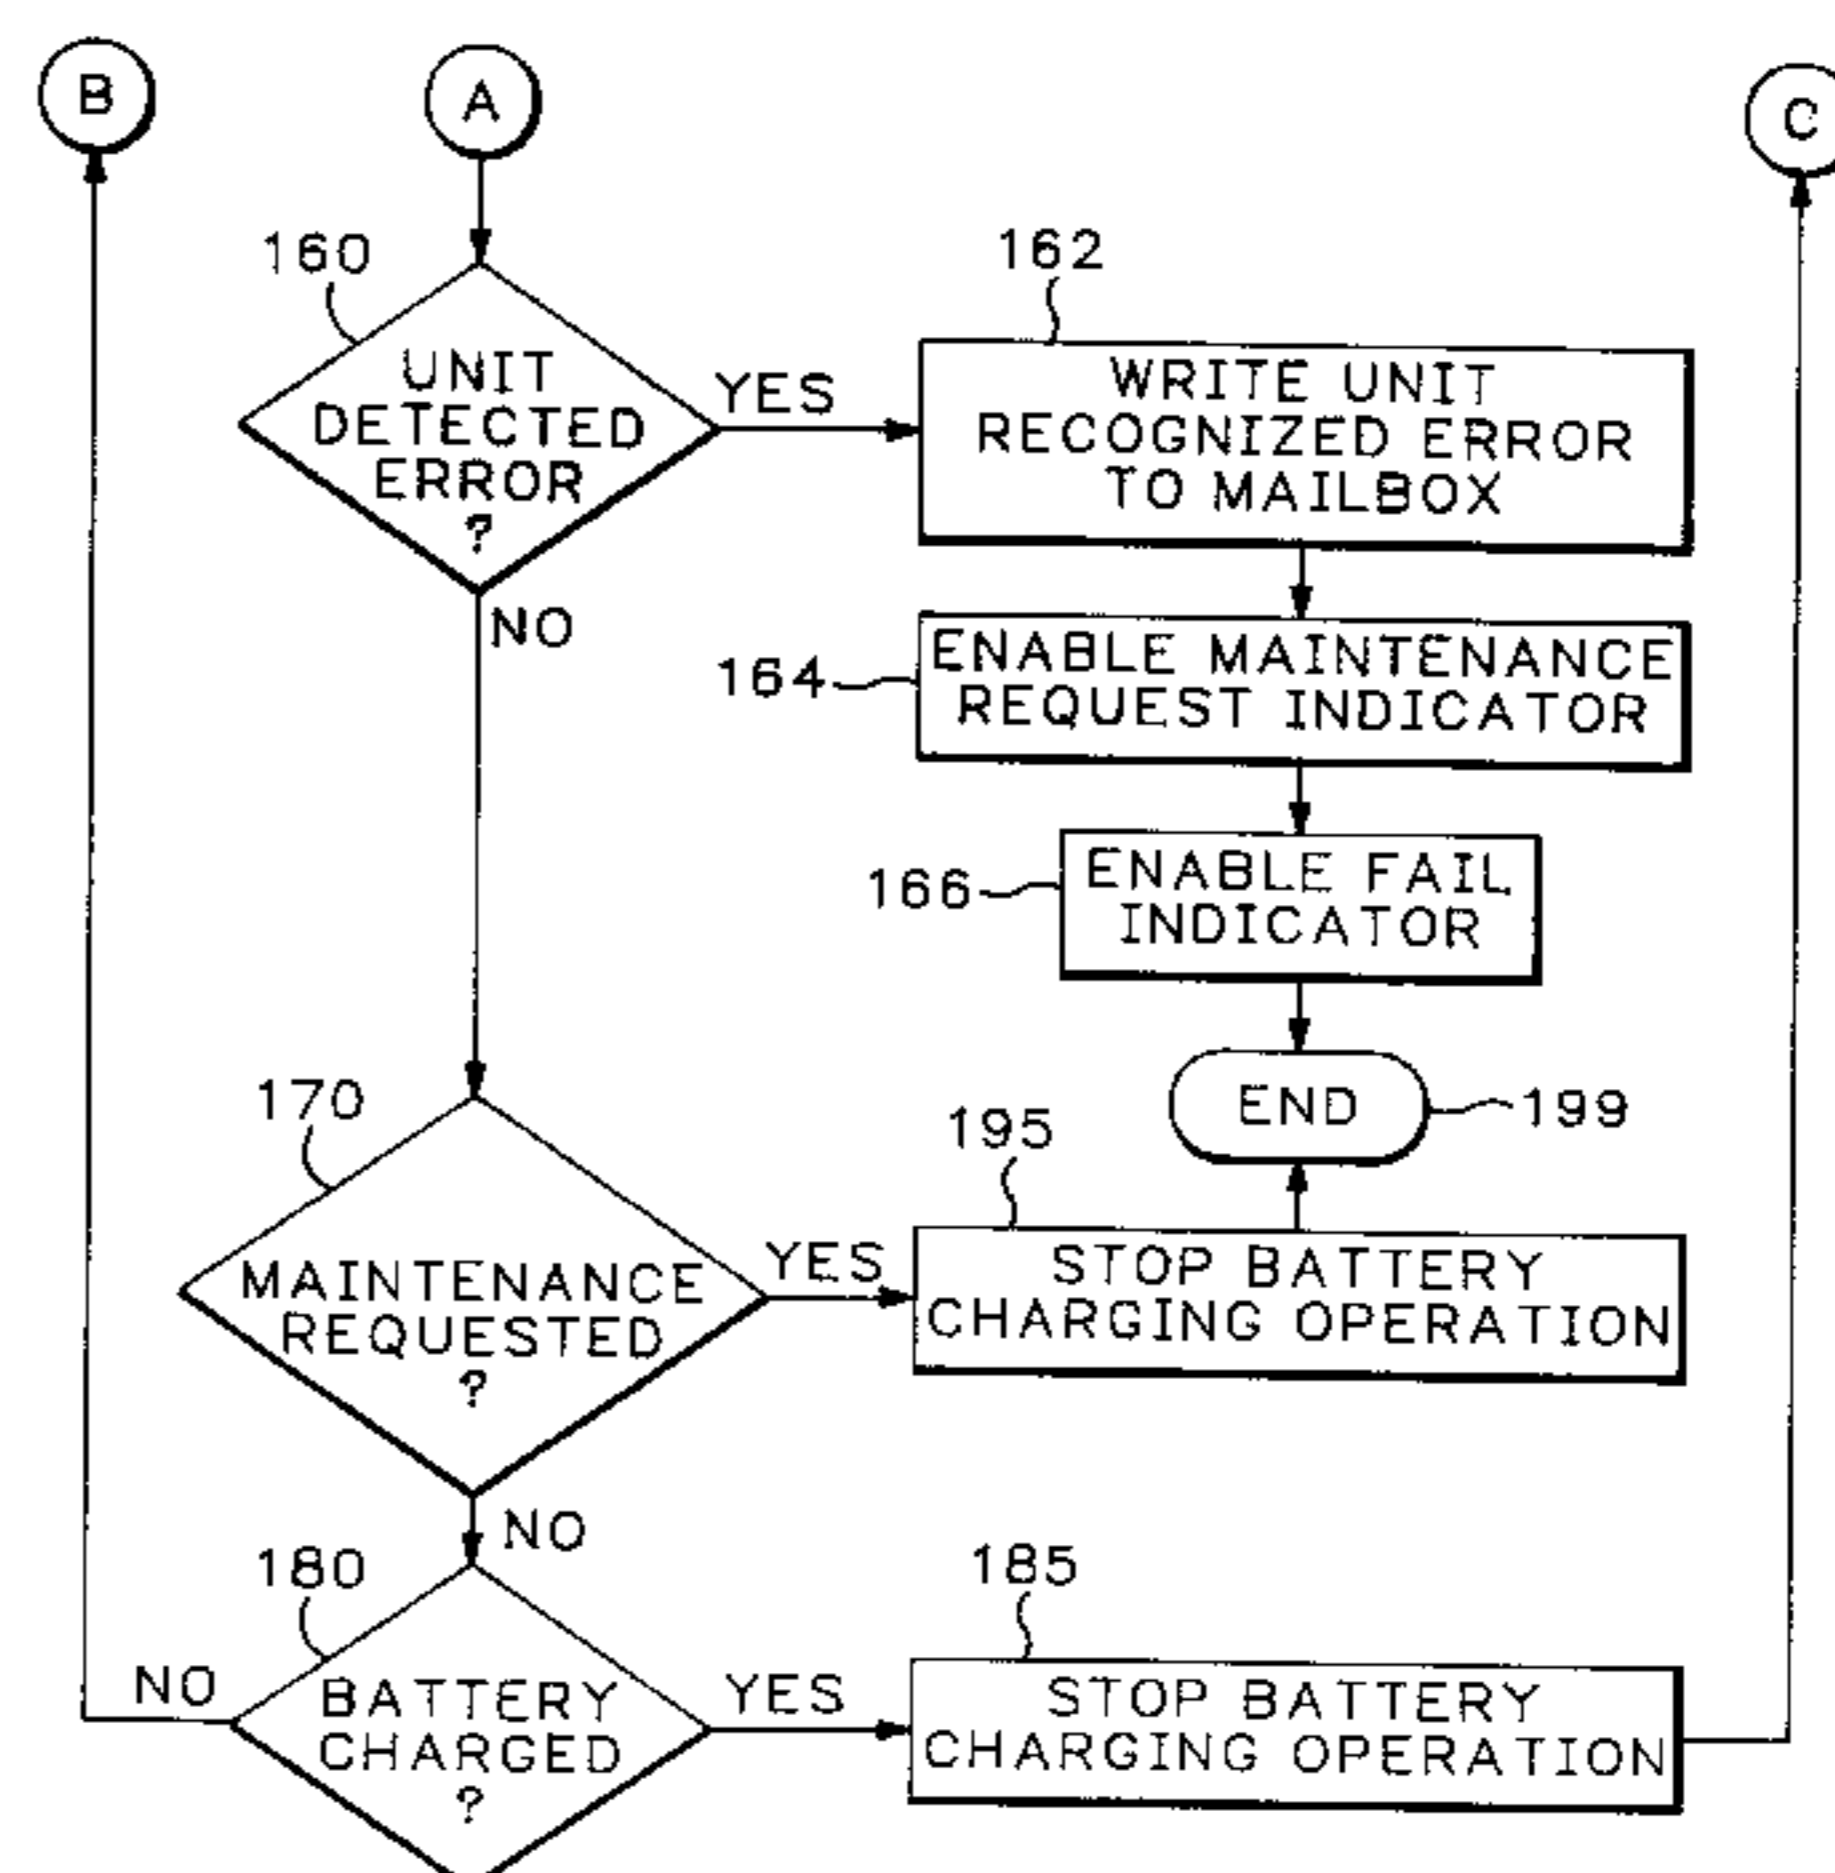 B
A
C
160
162
UNIT
DETECTED
ERROR
?
YES
WRITE UNIT
RECOGNIZED ERROR
TO MAILBOX
NO
164
ENABLE MAINTENANCE
REQUEST INDICATOR
166
ENABLE FAIL
INDICATOR
END
199
170
195
MAINTENANCE
REQUESTED
?
YES
STOP BATTERY
CHARGING OPERATION
NO
180
185
NO
BATTERY
CHARGED
?
YES
STOP BATTERY
CHARGING OPERATION